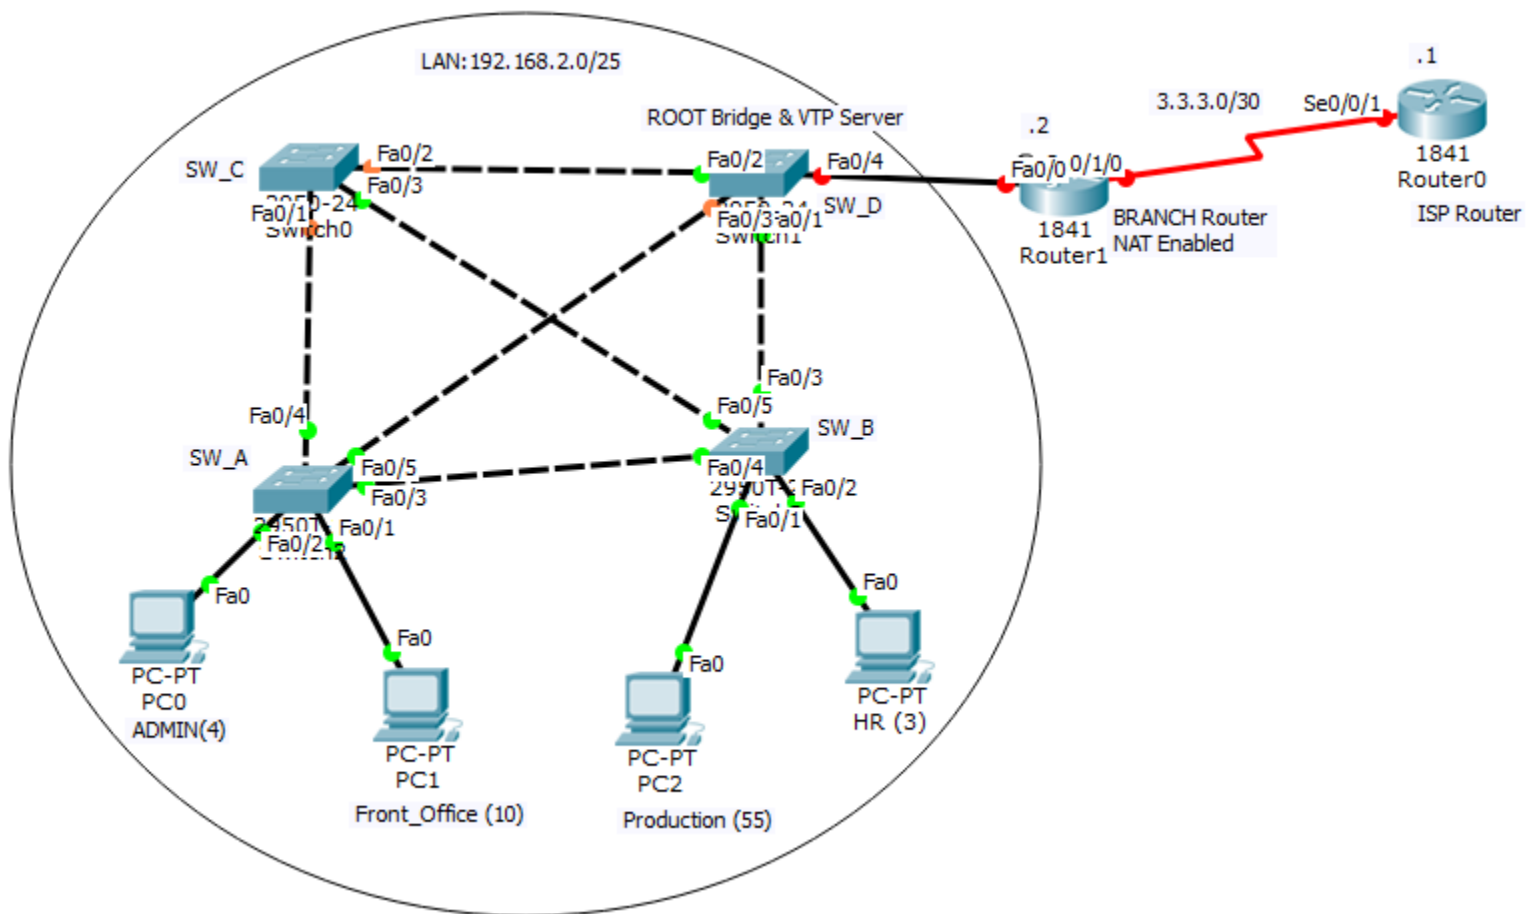 LAN:192.168.2.0/25
.1
3.3.3.0/30
Se0/0/1
ROOT Bridge & VTP Server
.2
SW_C
Fa0/2
Fa0/2
Fa0/4
Fa0/0
0/1/0
1841
Router0
ISP Router
Fa0/3
Fa0/1
Fa0/3
SW_D
1841
Router1
BRANCH Router
NAT Enabled
Fa0/3
Fa0/4
Fa0/5
SW_B
SW_A
Fa0/5
Fa0/3
Fa0/4
Fa0/2
Fa0/1
Fa0/1
Fa0/2
Fa0
Fa0
Fa0
Fa0
PC-PT
PC0
ADMIN(4)
PC-PT
HR (3)
PC-PT
PC1
PC-PT
PC2
Front_Office (10)
Production (55)